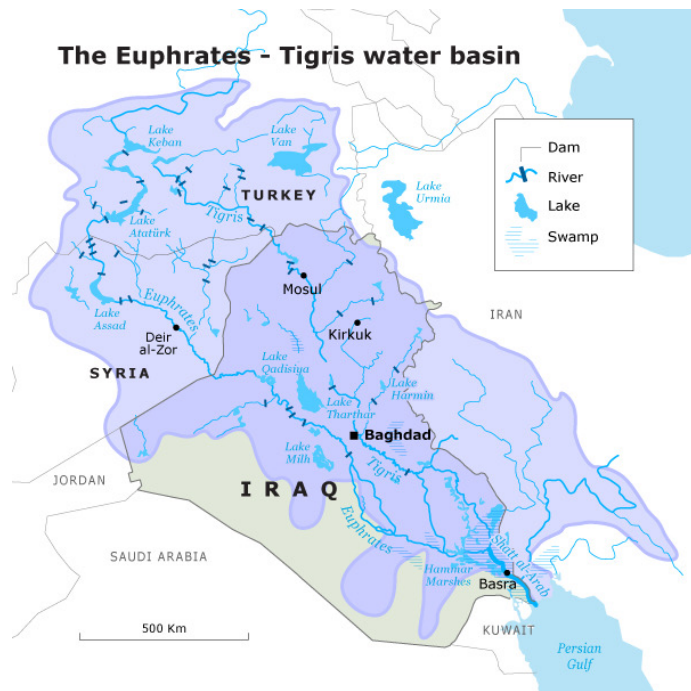 The Euphrates - Tigris water basin
Lake
Keban
Lake
Van
Dam
River
Lake
Swamp
TURKEY
Tigris
Lake
Urmia
Lake
Atatürk
Mosul
Euphrates
Lake
Assad
Deir
al-Zor
Kirkuk
IRAN
SYRIA
Lake
Qadisiya
Lake
Tharthar
Lake
Hármín
Baghdad
Lake
Milh
Tigris
JORDAN
IRAQ
Euphrates
SAUDI ARABIA
Shatt al-Arab
Hammar
Marshes
Basra
500 Km
KUWAIT
Persian
Gulf